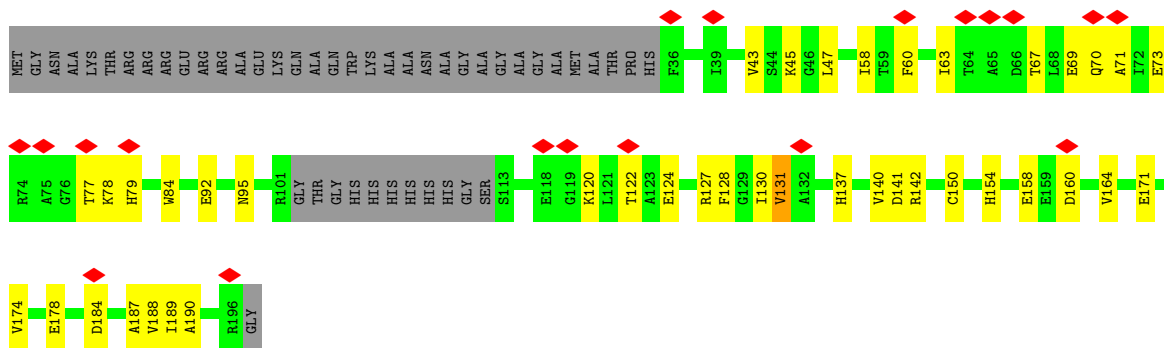 MET GLY ASN ALA LYS THR ARG ARG ARG GLU ARG ARG ALA GLU LYS GLN ALA GLN TRP LYS ALA ALA ASN ALA GLY ALA GLY ALA GLY ALA MET ALA THR PRO HIS F36 I39 V43 S44 K45 G46 L47 I58 T59 F60 I63 T64 A65 D66 T67 L68 E69 Q70 A71 I72 E73
R74 A75 G76 T77 K78 H79 W84 E92 N95 R101 GLY THR GLY HIS HIS HIS HIS HIS HIS GLY SER S113 E118 G119 K120 L121 T122 A123 E124 R127 F128 G129 I130 V131 A132 H137 V140 D141 R142 C150 H154 E158 E159 D160 V164 E171
V174 E178 D184 A187 V188 I189 A190 R196 GLY